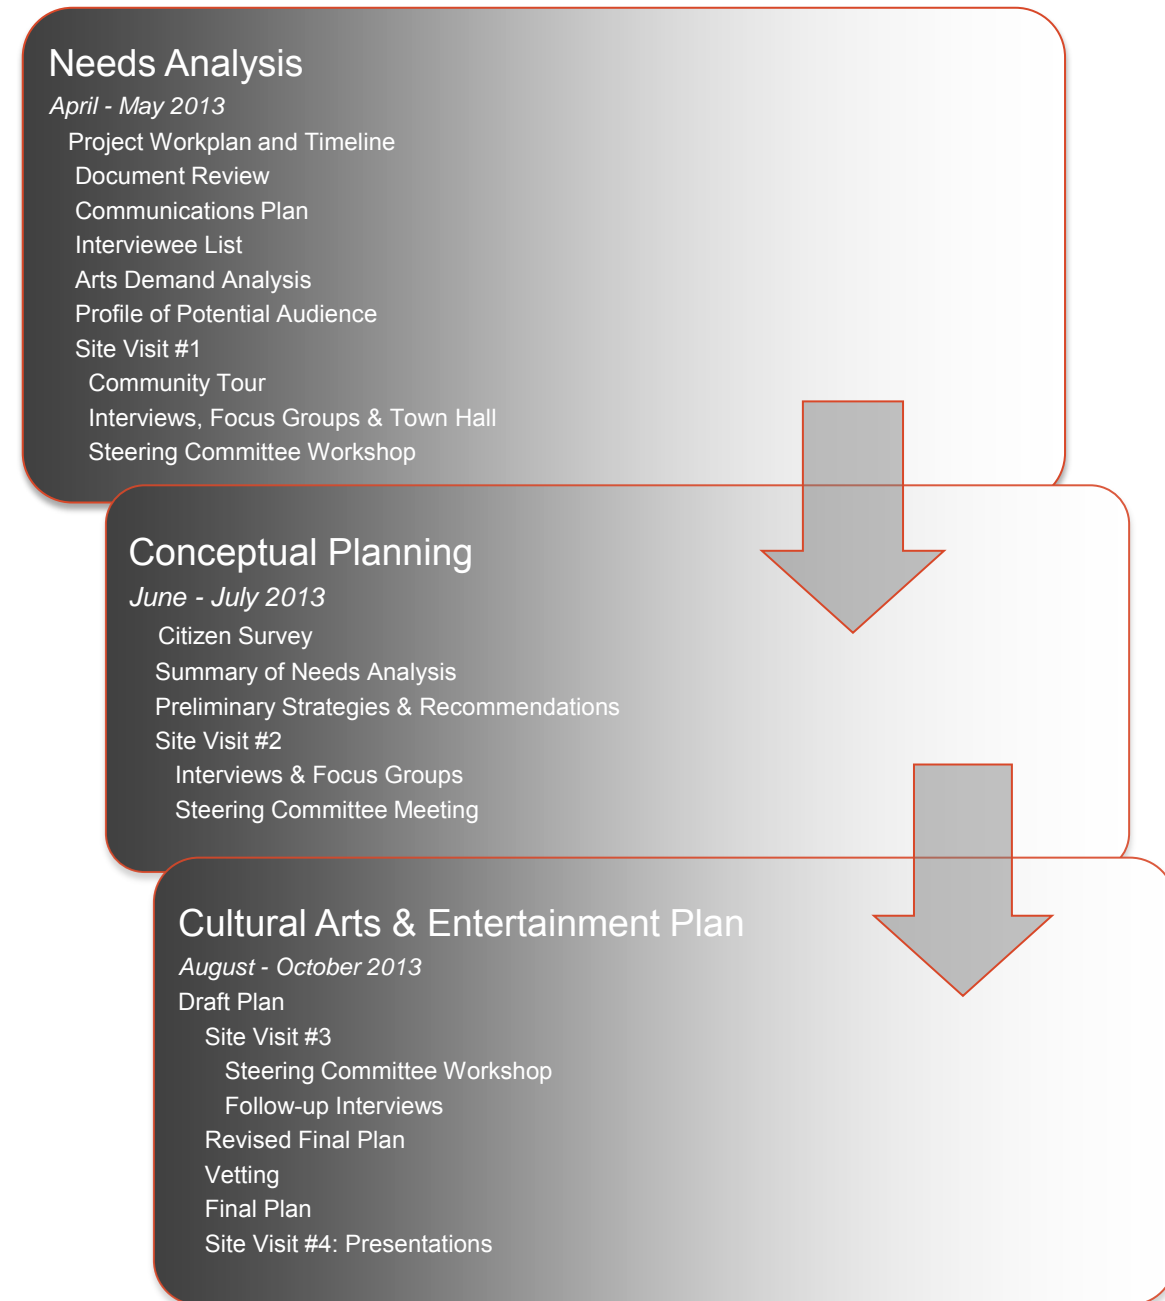 Needs Analysis
April - May 2013
Project Workplan and Timeline
Document Review
Communications Plan
Interviewee List
Arts Demand Analysis
Profile of Potential Audience
Site Visit #1
Community Tour
Interviews, Focus Groups & Town Hall
Steering Committee Workshop
Conceptual Planning
June - July 2013
Citizen Survey
Summary of Needs Analysis
Preliminary Strategies & Recommendations
Site Visit #2
Interviews & Focus Groups
Steering Committee Meeting
Cultural Arts & Entertainment Plan
August - October 2013
Draft Plan
Site Visit #3
Steering Committee Workshop
Follow-up Interviews
Revised Final Plan
Vetting
Final Plan
Site Visit #4: Presentations